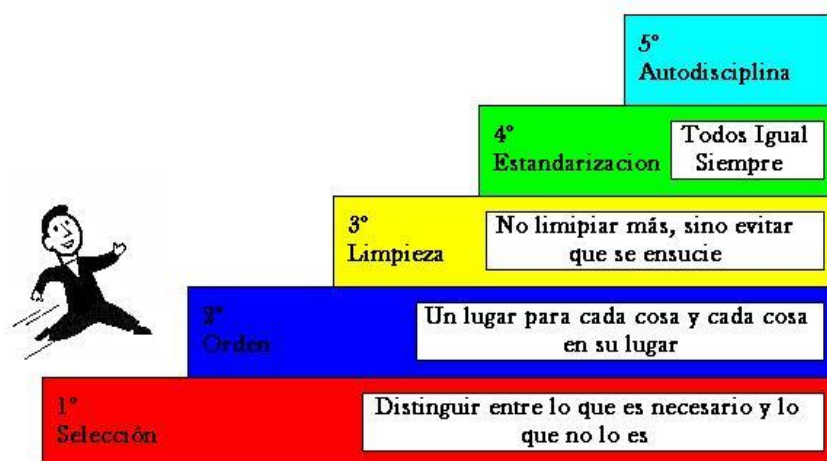 5°
Autodisciplina
4°
Estandarizacion
Todos Igual
Siempre
3°
Limpieza
No limipiar más, sino evitar
que se ensucie
2°
Orden
Un lugar para cada cosa y cada cosa
en su lugar
1°
Selección
Distinguir entre lo que es necesario y lo
que no lo es